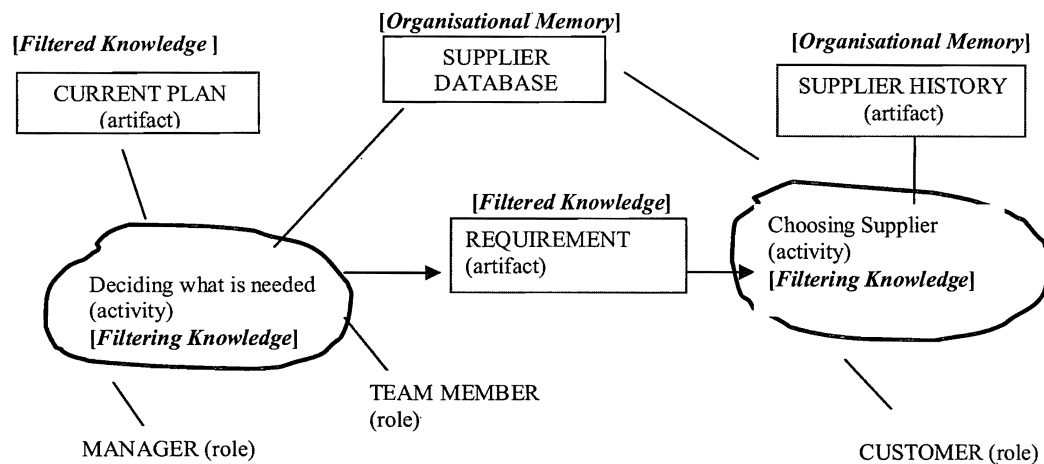 [Organisational Memory]
SUPPLIER
DATABASE
[Filtered Knowledge ]
CURRENT PLAN
(artifact)
[Organisational Memory]
SUPPLIER HISTORY
(artifact)
[Filtered Knowledge]
REQUIREMENT
(artifact)
Choosing Supplier
(activity)
[Filtering Knowledge]
Deciding what is needed
(activity)
[Filtering Knowledge]
TEAM MEMBER
(role)
MANAGER (role)
CUSTOMER (role)